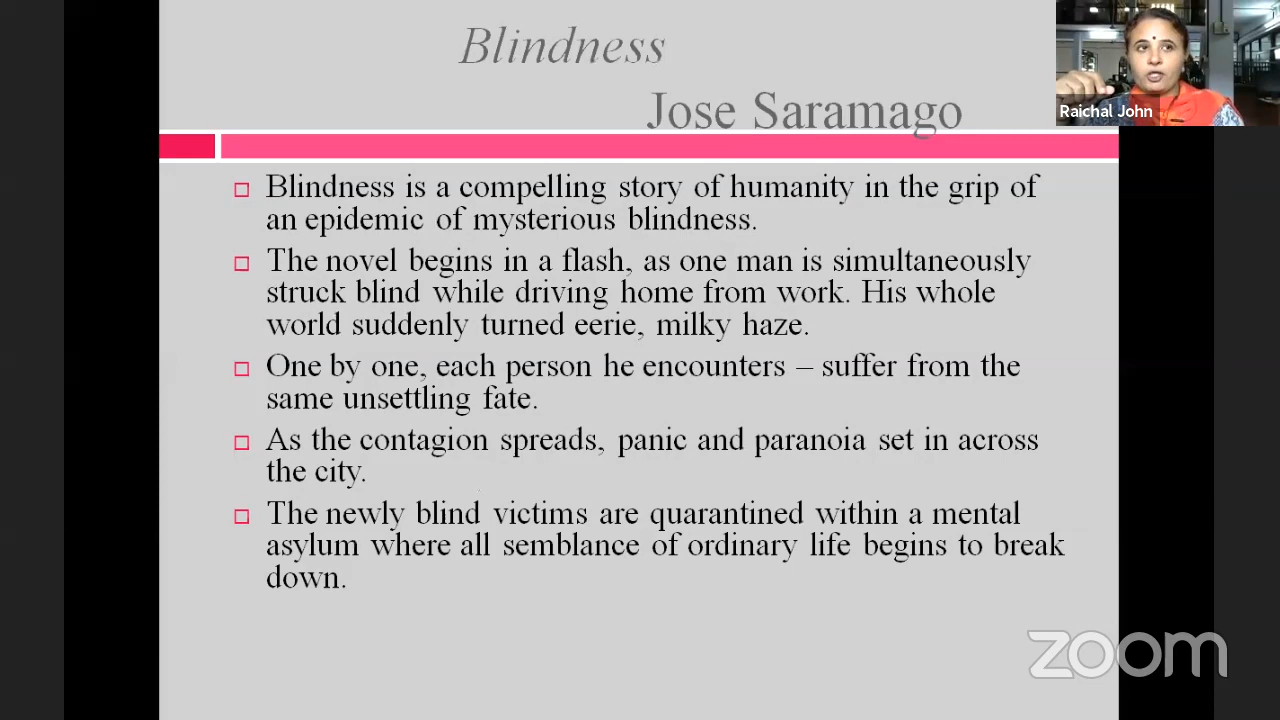 Blindness
Jose Saramago
Raichal John
Blindness is a compelling story of humanity in the grip of
an epidemic of mysterious blindness.
The novel begins in a flash, as one man is simultaneously
struck blind while driving home from work. His whole
world suddenly turned eerie, milky haze.
One by one, each person he encounters – suffer from the
same unsettling fate.
As the contagion spreads, panic and paranoia set in across
the city.
The newly blind victims are quarantined within a mental
asylum where all semblance of ordinary life begins to break
down.
zoom